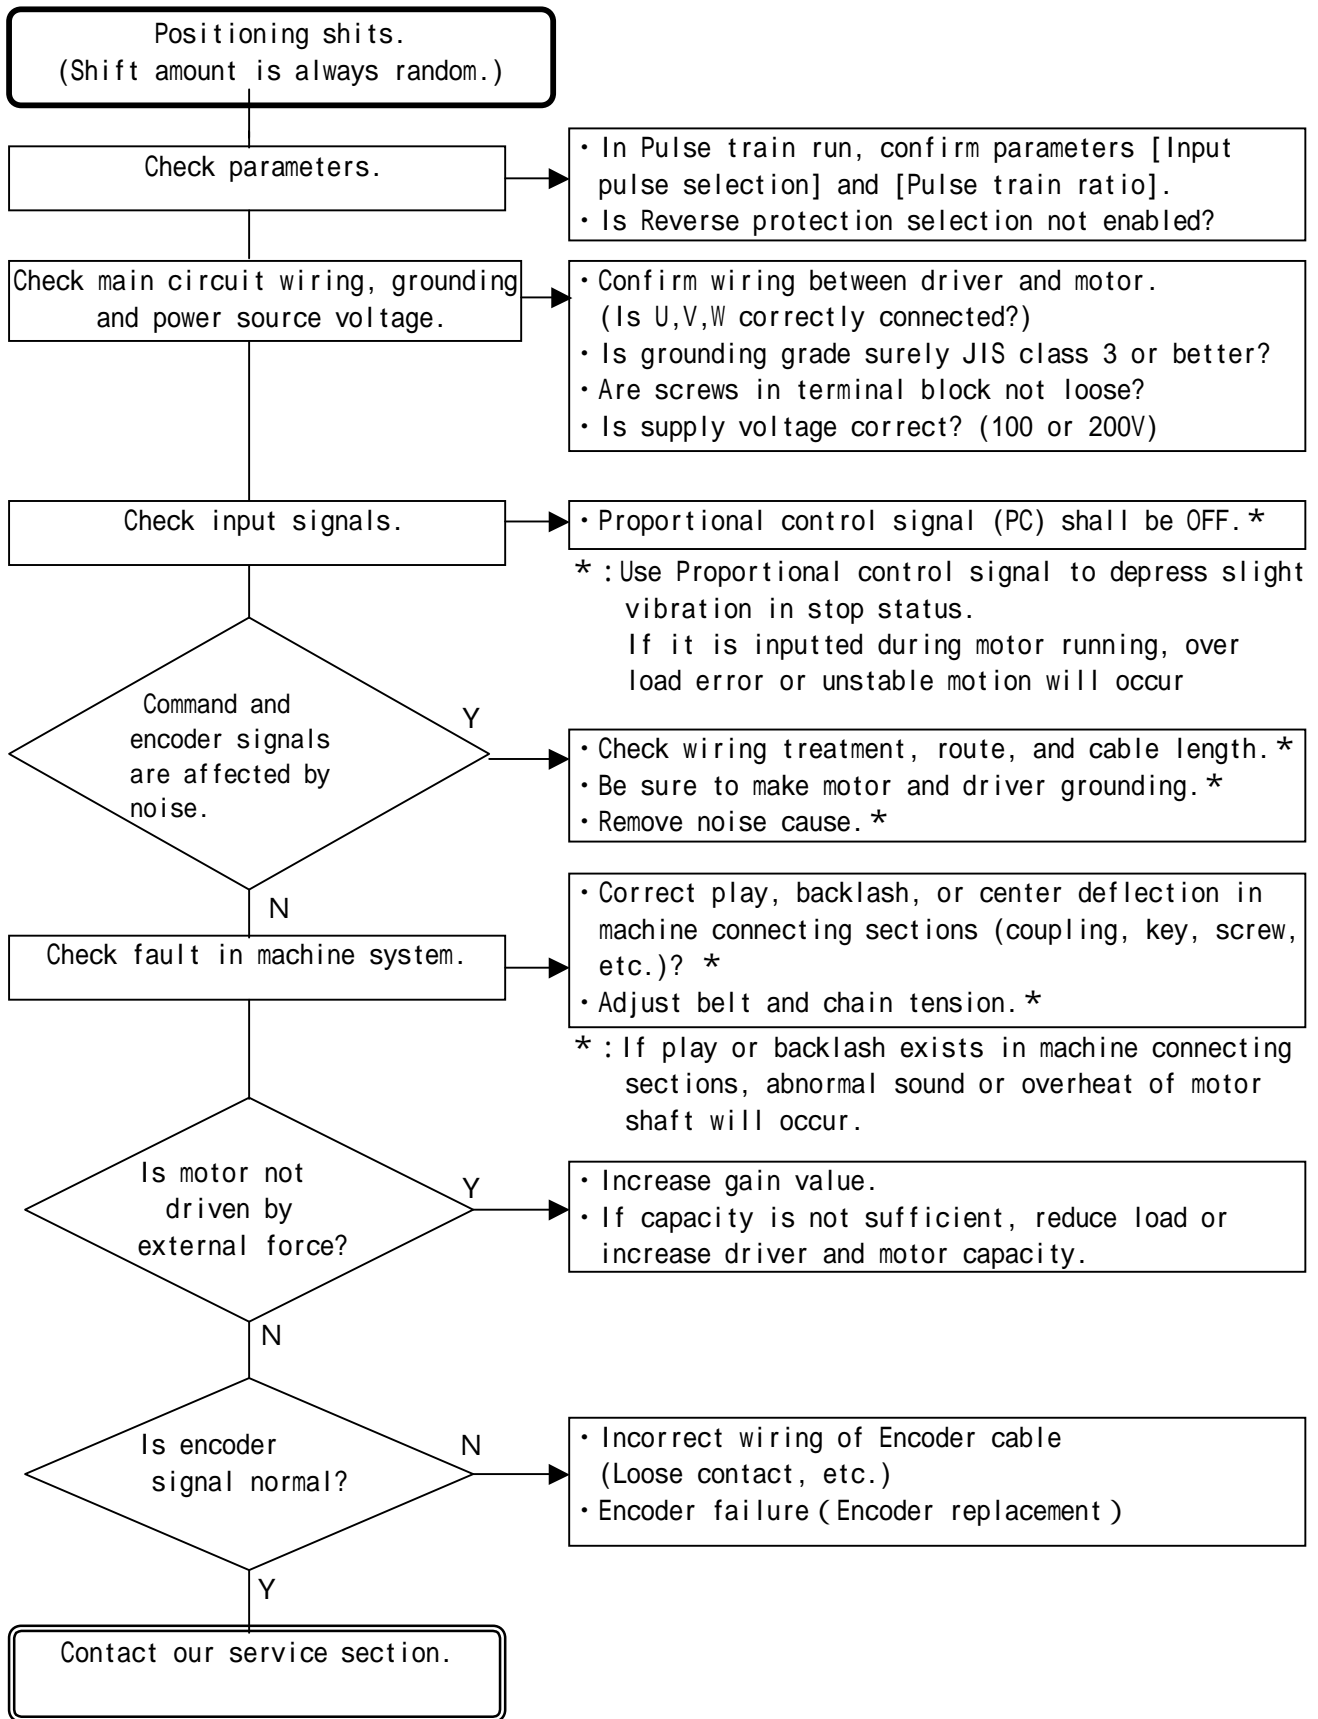 Positioning shits.
(Shift amount is always random.)
Check parameters.
・In Pulse train run, confirm parameters [Input
pulse selection] and [Pulse train ratio].
・Is Reverse protection selection not enabled?
Check main circuit wiring, grounding
and power source voltage.
・Confirm wiring between driver and motor.
(Is U,V,W correctly connected?)
・Is grounding grade surely JIS class 3 or better?
・Are screws in terminal block not loose?
・Is supply voltage correct? (100 or 200V)
Check input signals.
・Proportional control signal (PC) shall be OFF.*
*:Use Proportional control signal to depress slight
vibration in stop status.
If it is inputted during motor running, over
load error or unstable motion will occur
Command and
encoder signals
are affected by
noise.
Y
・Check wiring treatment, route, and cable length.*
・Be sure to make motor and driver grounding.*
・Remove noise cause.*
N
Check fault in machine system.
・Correct play, backlash, or center deflection in
machine connecting sections (coupling, key, screw,
etc.)? *
・Adjust belt and chain tension.*
*:If play or backlash exists in machine connecting
sections, abnormal sound or overheat of motor
shaft will occur.
Is motor not
driven by
external force?
Y
・Increase gain value.
・If capacity is not sufficient, reduce load or
increase driver and motor capacity.
N
Is encoder
signal normal?
N
・Incorrect wiring of Encoder cable
(Loose contact, etc.)
・Encoder failure(Encoder replacement)
Y
Contact our service section.